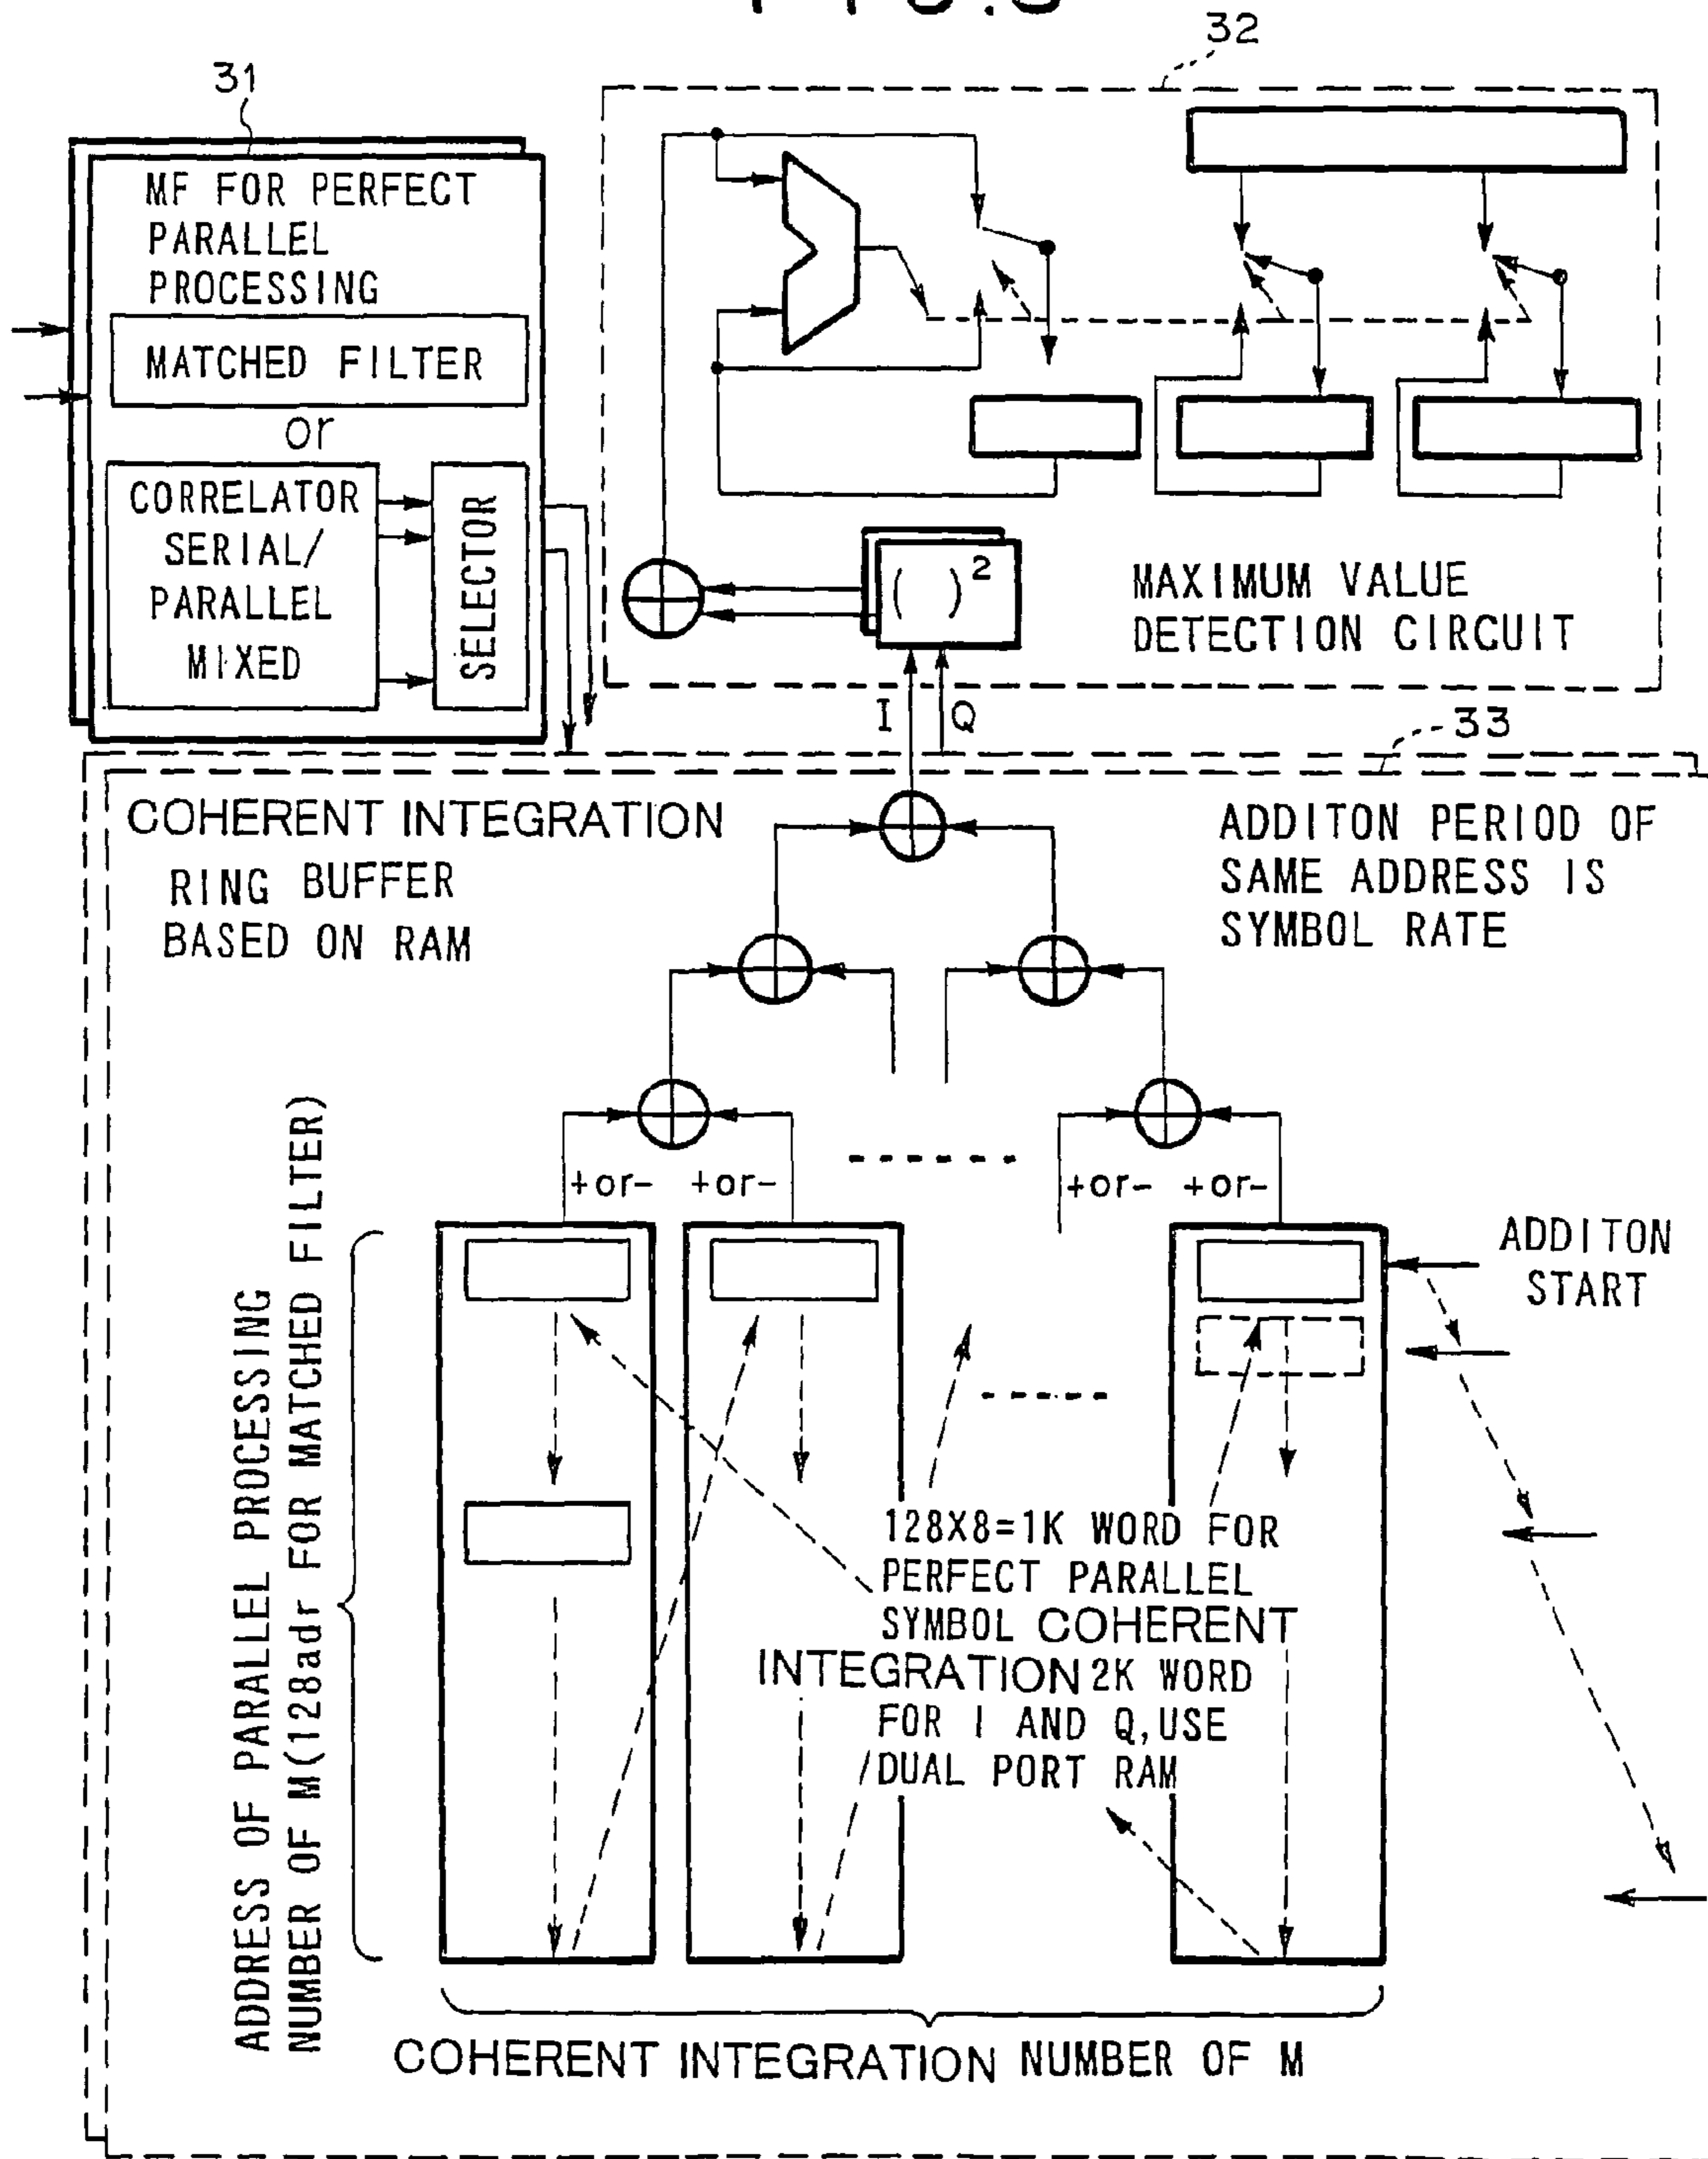 32
31
MF FOR PERFECT
PARALLEL
PROCESSING
MATCHED FILTER
or
CORRELATOR
SERIAL/
PARALLEL
MIXED
SELECTOR
( )²
MAXIMUM VALUE
DETECTION CIRCUIT
I Q
33
COHERENT INTEGRATION
RING BUFFER
BASED ON RAM
ADDITON PERIOD OF
SAME ADDRESS IS
SYMBOL RATE
+or- +or- +or- +or-
ADDITON
START
ADDRESS OF PARALLEL PROCESSING
NUMBER OF M(128adr FOR MATCHED FILTER)
128X8=1K WORD FOR
PERFECT PARALLEL
SYMBOL COHERENT
INTEGRATION 2K WORD
FOR I AND Q,USE
DUAL PORT RAM
COHERENT INTEGRATION NUMBER OF M